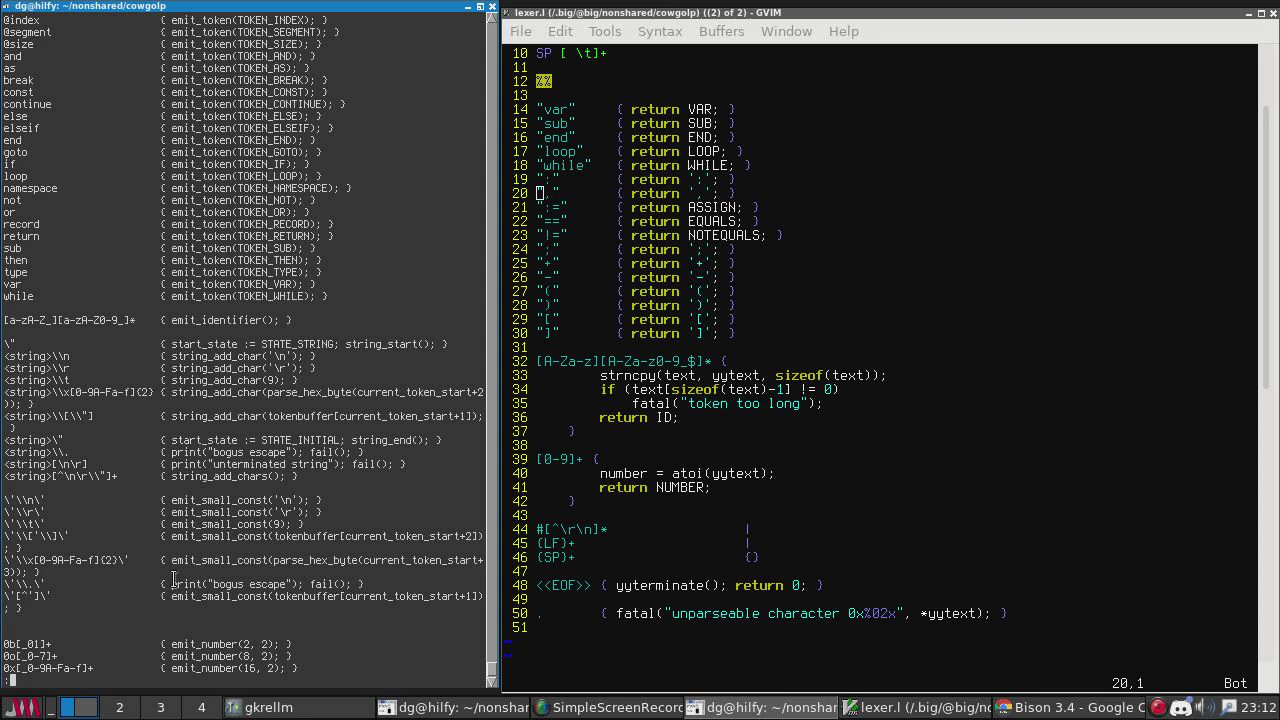 dg@hilfy: ~/nonshared/cowgolp
@index { emit_token(TOKEN_INDEX); }
@segment { emit_token(TOKEN_SEGMENT); }
@size { emit_token(TOKEN_SIZE); }
and { emit_token(TOKEN_AND); }
as { emit_token(TOKEN_AS); }
break { emit_token(TOKEN_BREAK); }
const { emit_token(TOKEN_CONST); }
continue { emit_token(TOKEN_CONTINUE); }
else { emit_token(TOKEN_ELSE); }
elseif { emit_token(TOKEN_ELSEIF); }
end { emit_token(TOKEN_END); }
goto { emit_token(TOKEN_GOTO); }
if { emit_token(TOKEN_IF); }
loop { emit_token(TOKEN_LOOP); }
namespace { emit_token(TOKEN_NAMESPACE); }
not { emit_token(TOKEN_NOT); }
or { emit_token(TOKEN_OR); }
record { emit_token(TOKEN_RECORD); }
return { emit_token(TOKEN_RETURN); }
sub { emit_token(TOKEN_SUB); }
then { emit_token(TOKEN_THEN); }
type { emit_token(TOKEN_TYPE); }
var { emit_token(TOKEN_VAR); }
while { emit_token(TOKEN_WHILE); }
[a-zA-Z_][a-zA-Z0-9_]* { emit_identifier(); }
\" { start_state := STATE_STRING; string_start(); }
<string>\\n { string_add_char('\n'); }
<string>\\r { string_add_char('\r'); }
<string>\\t { string_add_char(9); }
<string>\\x[0-9A-Fa-f]{2} { string_add_char(parse_hex_byte(current_token_start+2
)); }
<string>\\[\\"] { string_add_char(tokenbuffer[current_token_start+1]);
}
<string>\" { start_state := STATE_INITIAL; string_end(); }
<string>\\. { print("bogus escape"); fail(); }
<string>[\n\r] { print("unterminated string"); fail(); }
<string>[^\n\r\\"]+ { string_add_chars(); }
\'\\n\' { emit_small_const('\n'); }
\'\\r\' { emit_small_const('\r'); }
\'\\t\' { emit_small_const(9); }
\'\\['\\]\' { emit_small_const(tokenbuffer[current_token_start+2])
; }
\'\\x[0-9A-Fa-f]{2}\' { emit_small_const(parse_hex_byte(current_token_start+
3)); }
\'\\.\' { print("bogus escape"); fail(); }
\'[^']\' { emit_small_const(tokenbuffer[current_token_start+1])
; }
0b[_01]+ { emit_number(2, 2); }
0o[_0-7]+ { emit_number(8, 2); }
0x[_0-9A-Fa-f]+ { emit_number(16, 2); }
:
lexer.l (/.big/@big/nonshared/cowgolp) ((2) of 2) - GVIM
File Edit Tools Syntax Buffers Window Help
10 SP [ \t]+
11
12 %%
13
14 "var" { return VAR; }
15 "sub" { return SUB; }
16 "end" { return END; }
17 "loop" { return LOOP; }
18 "while" { return WHILE; }
19 ":" { return ':'; }
20 "," { return ','; }
21 ":=" { return ASSIGN; }
22 "==" { return EQUALS; }
23 "!=" { return NOTEQUALS; }
24 ";" { return ';'; }
25 "+" { return '+'; }
26 "-" { return '-'; }
27 "(" { return '('; }
28 ")" { return ')'; }
29 "[" { return '['; }
30 "]" { return ']'; }
31
32 [A-Za-z][A-Za-z0-9_$]* {
33 strncpy(text, yytext, sizeof(text));
34 if (text[sizeof(text)-1] != 0)
35 fatal("token too long");
36 return ID;
37 }
38
39 [0-9]+ {
40 number = atoi(yytext);
41 return NUMBER;
42 }
43
44 #[^\r\n]* |
45 {LF}+ |
46 {SP}+ {}
47
48 <<EOF>> { yyterminate(); return 0; }
49
50 . { fatal("unparseable character 0x%02x", *yytext); }
51
~
~
20,1 Bot
2 3 4 gkrellm dg@hilfy: ~/nonshar SimpleScreenRecor dg@hilfy: ~/nonshar lexer.l (/.big/@big/no Bison 3.4 - Google C 23:12